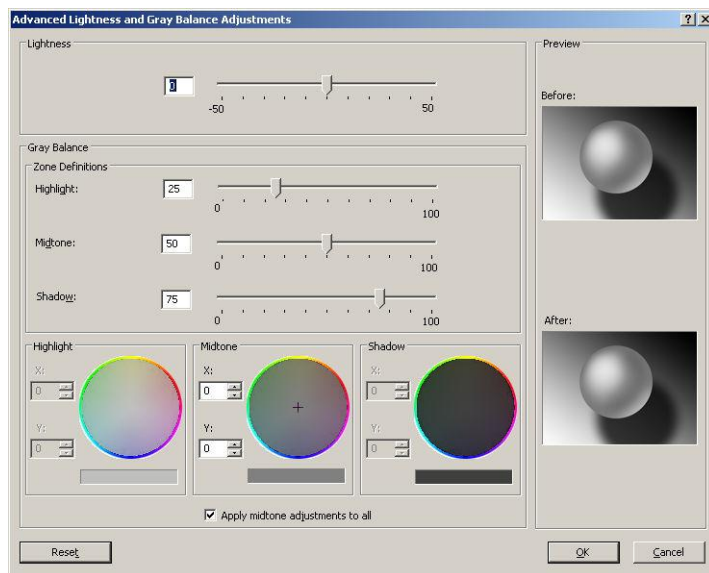 Advanced Lightness and Gray Balance Adjustments
Lightness
0
-50 50
Gray Balance
Zone Definitions
Highlight: 25
0 100
Midtone: 50
0 100
Shadow: 75
0 100
Highlight
X:
0
Y:
0
Midtone
X:
0
Y:
0
Shadow
X:
0
Y:
0
Apply midtone adjustments to all
Preview
Before:
After:
Reset OK Cancel